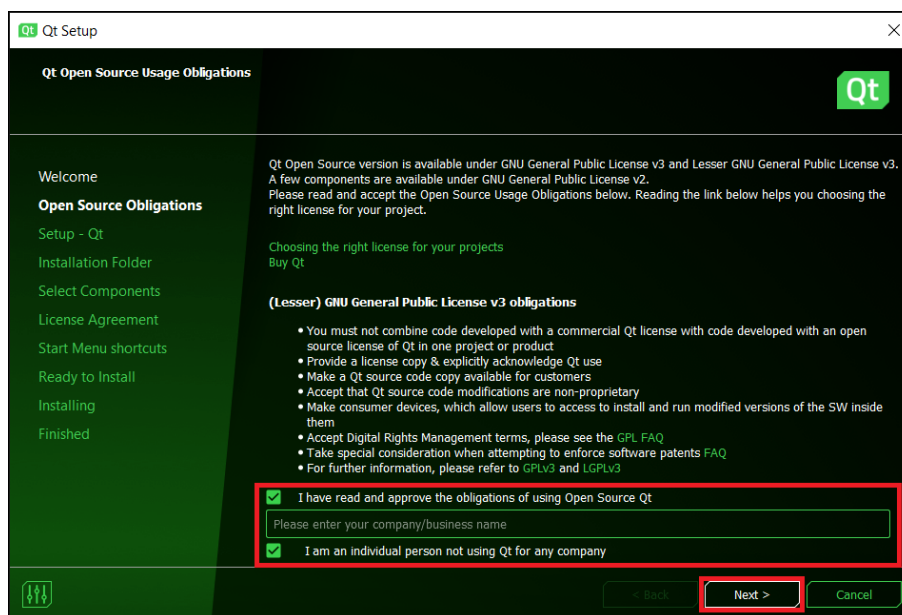 Qt Qt Setup
Qt Open Source Usage Obligations
Qt
Welcome
Open Source Obligations
Setup - Qt
Installation Folder
Select Components
License Agreement
Start Menu shortcuts
Ready to Install
Installing
Finished
Qt Open Source version is available under GNU General Public License v3 and Lesser GNU General Public License v3.
A few components are available under GNU General Public License v2.
Please read and accept the Open Source Usage Obligations below. Reading the link below helps you choosing the
right license for your project.
Choosing the right license for your projects
Buy Qt
(Lesser) GNU General Public License v3 obligations
• You must not combine code developed with a commercial Qt license with code developed with an open
source license of Qt in one project or product
• Provide a license copy & explicitly acknowledge Qt use
• Make a Qt source code copy available for customers
• Accept that Qt source code modifications are non-proprietary
• Make consumer devices, which allow users to access to install and run modified versions of the SW inside
them
• Accept Digital Rights Management terms, please see the GPL FAQ
• Take special consideration when attempting to enforce software patents FAQ
• For further information, please refer to GPLv3 and LGPLv3
I have read and approve the obligations of using Open Source Qt
Please enter your company/business name
I am an individual person not using Qt for any company
< Back Next > Cancel